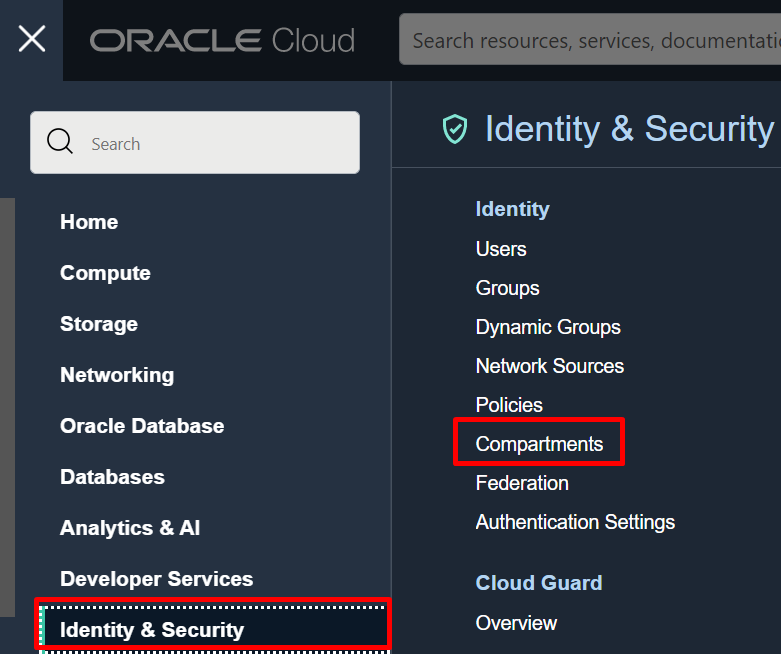 ORACLE Cloud
Search resources, services, documentati
Search
Home
Compute
Storage
Networking
Oracle Database
Databases
Analytics & AI
Developer Services
Identity & Security
Identity & Security
Identity
Users
Groups
Dynamic Groups
Network Sources
Policies
Compartments
Federation
Authentication Settings
Cloud Guard
Overview